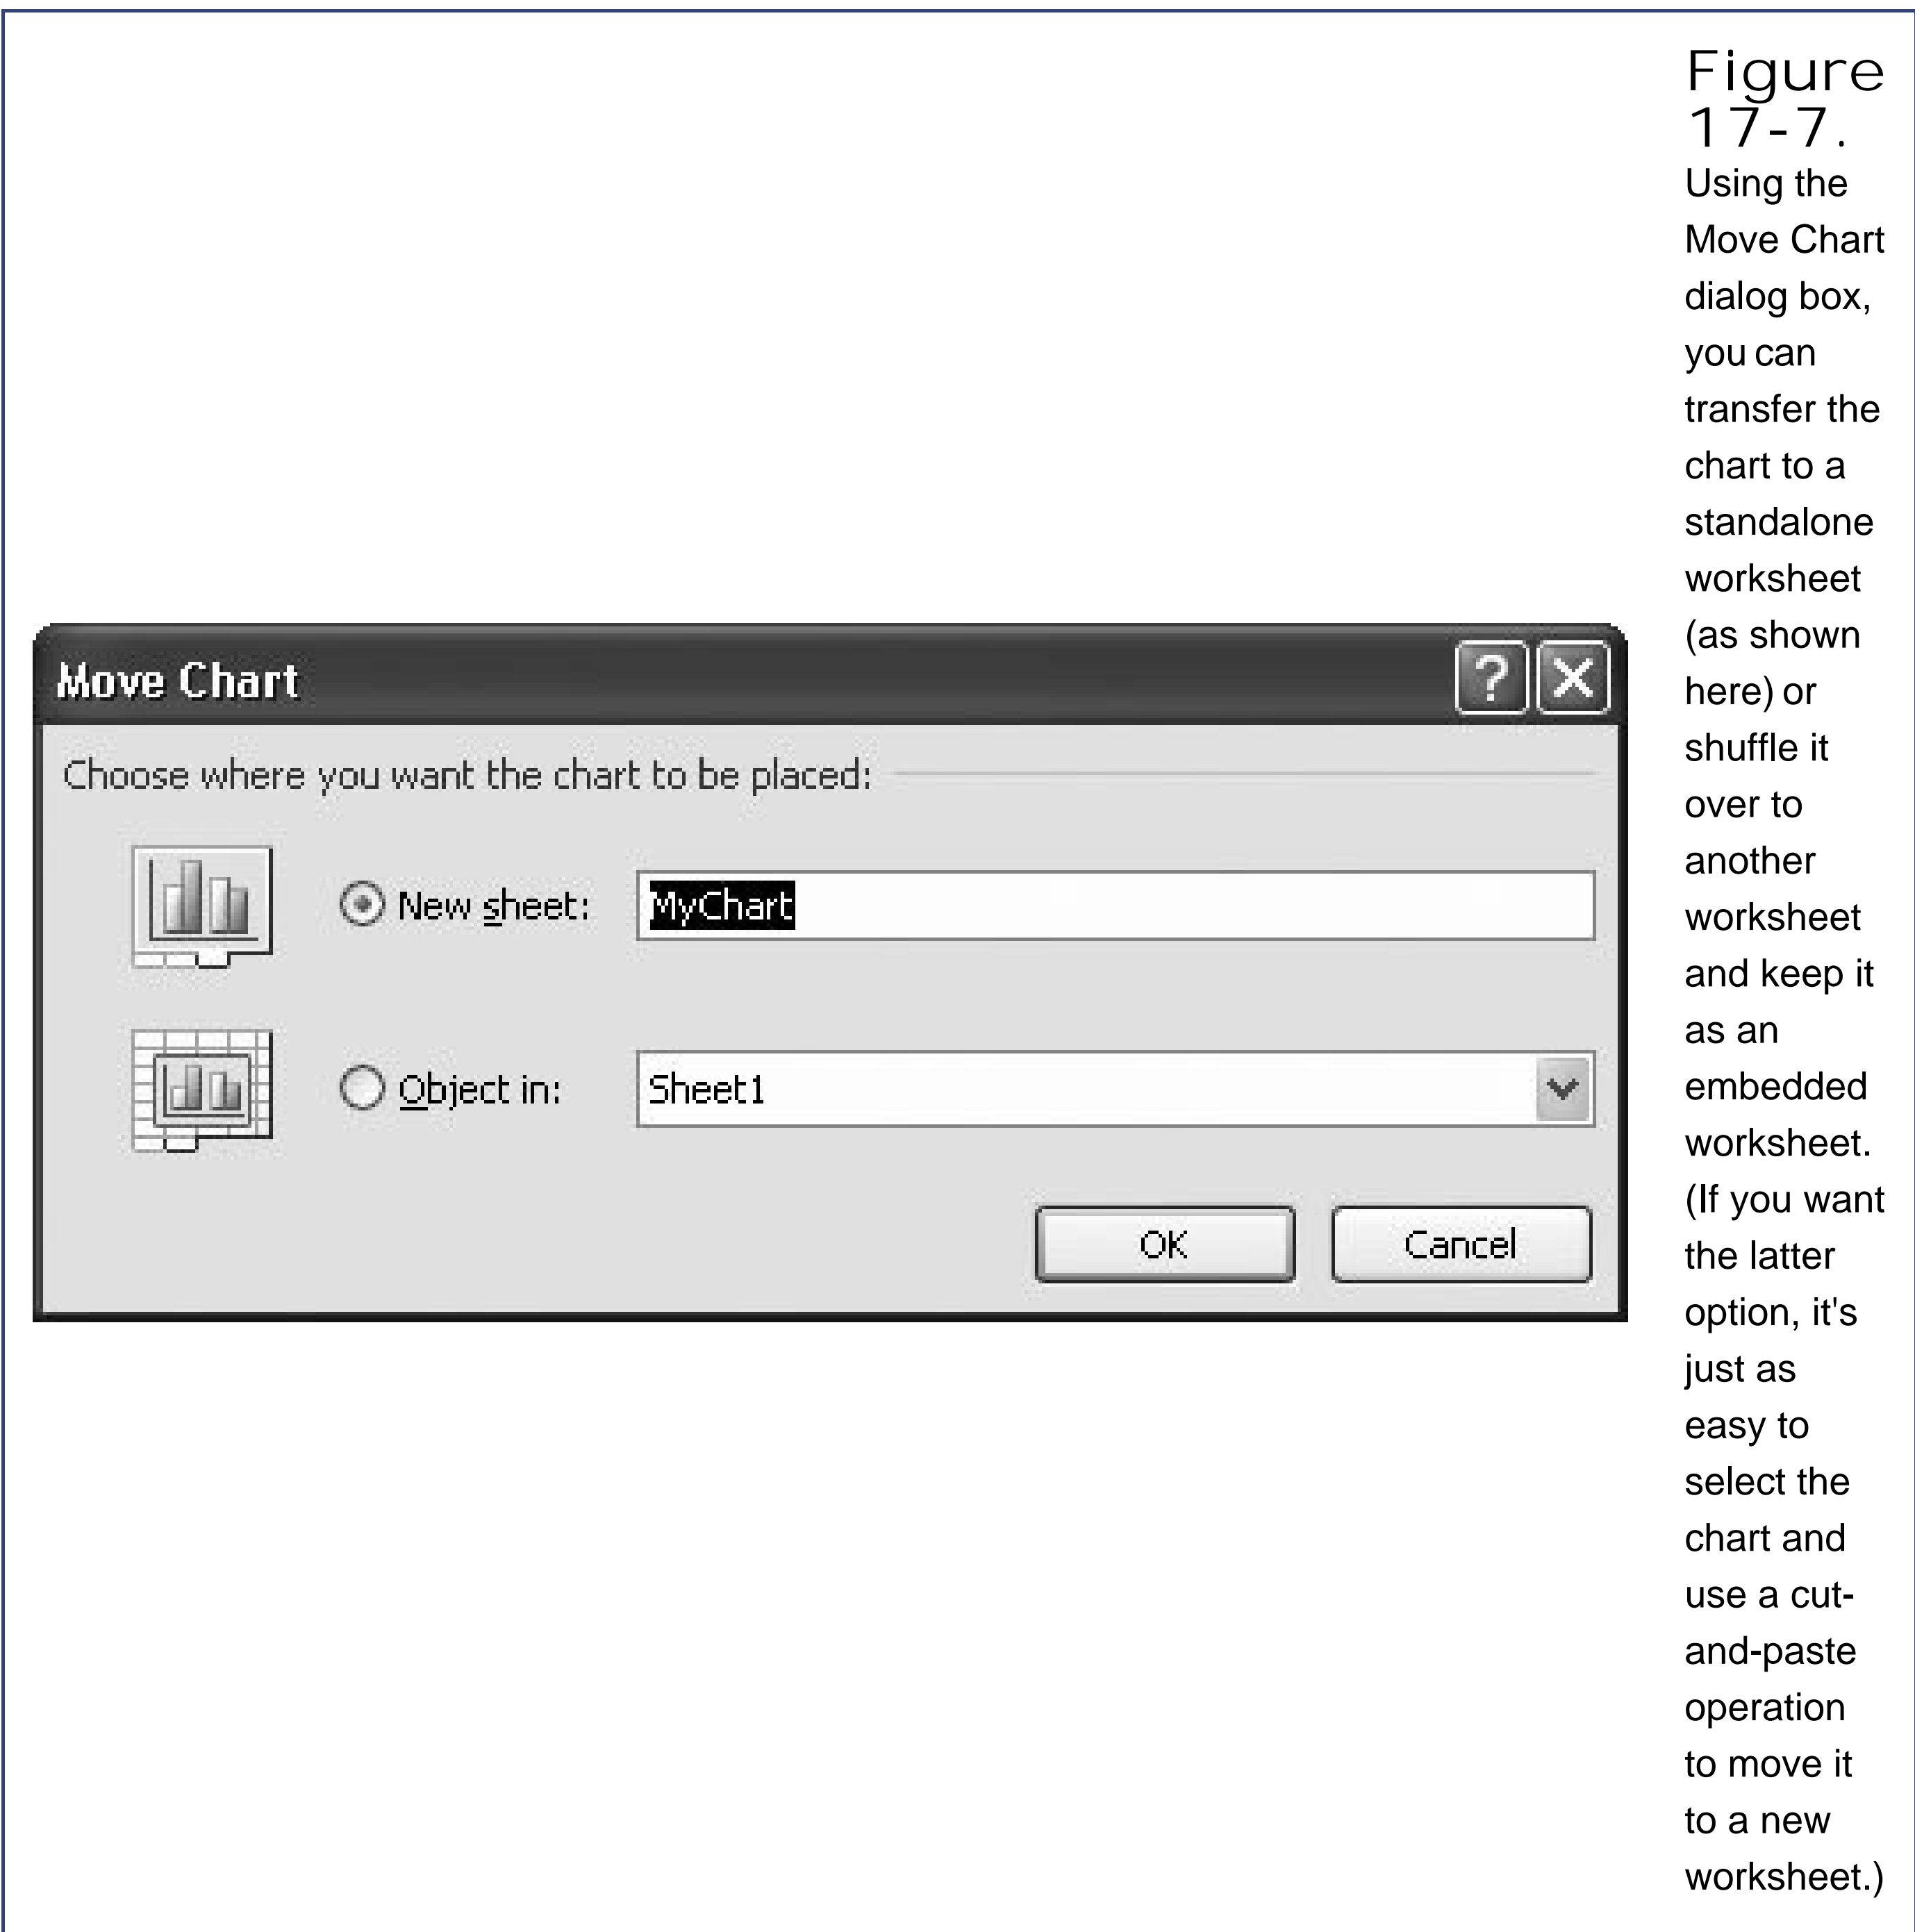 Figure
17-7.
Using the
Move Chart
dialog box,
you can
transfer the
chart to a
standalone
worksheet
(as shown
here) or
shuffle it
over to
another
worksheet
and keep it
as an
embedded
worksheet.
(If you want
the latter
option, it's
just as
easy to
select the
chart and
use a cut-
and-paste
operation
to move it
to a new
worksheet.)
Move Chart
Choose where you want the chart to be placed:
New sheet: MyChart
Object in: Sheet1
OK Cancel